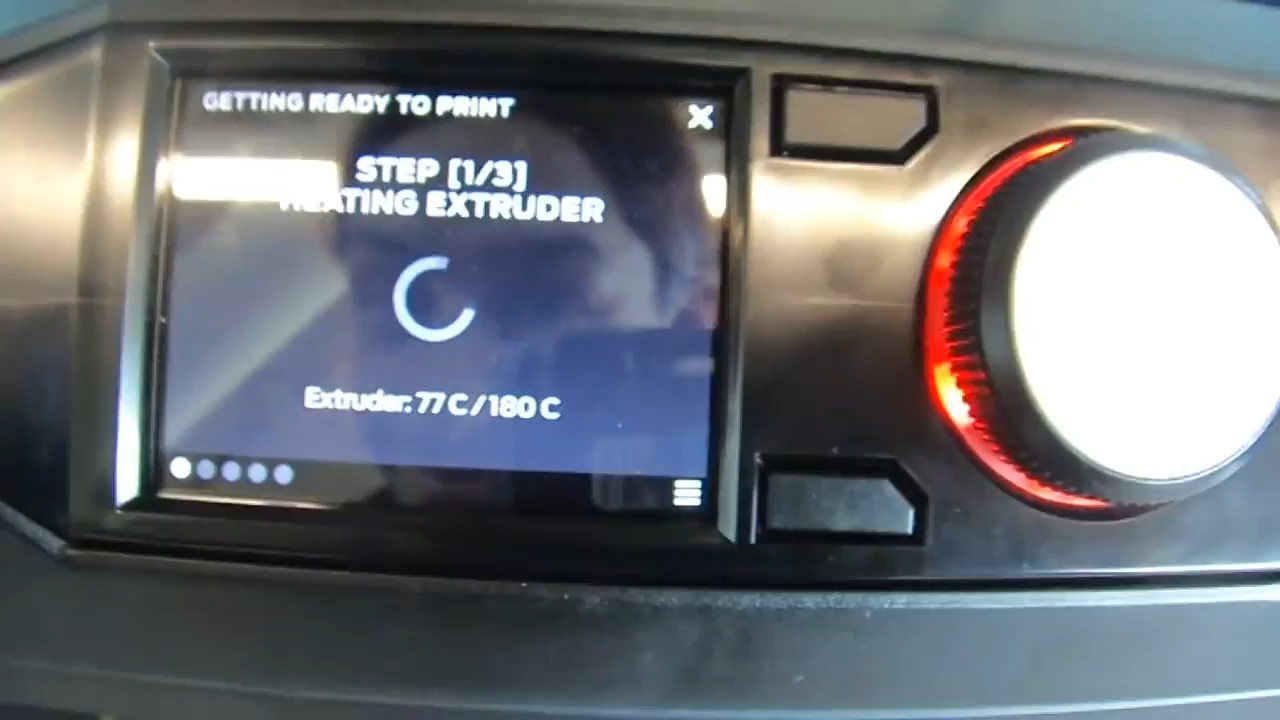 GETTING READY TO PRINT
STEP [1/3]
HEATING EXTRUDER
Extruder: 77 C / 180 C